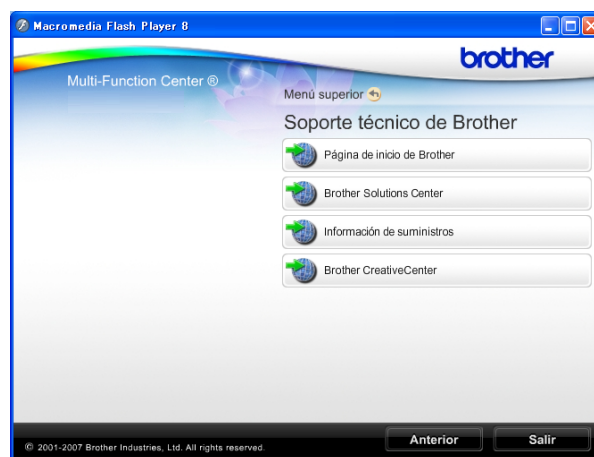 Macromedia Flash Player 8
brother
Multi-Function Center ®
Menú superior
Soporte técnico de Brother
Página de inicio de Brother
Brother Solutions Center
Información de suministros
Brother CreativeCenter
Anterior
Salir
© 2001-2007 Brother Industries, Ltd. All rights reserved.